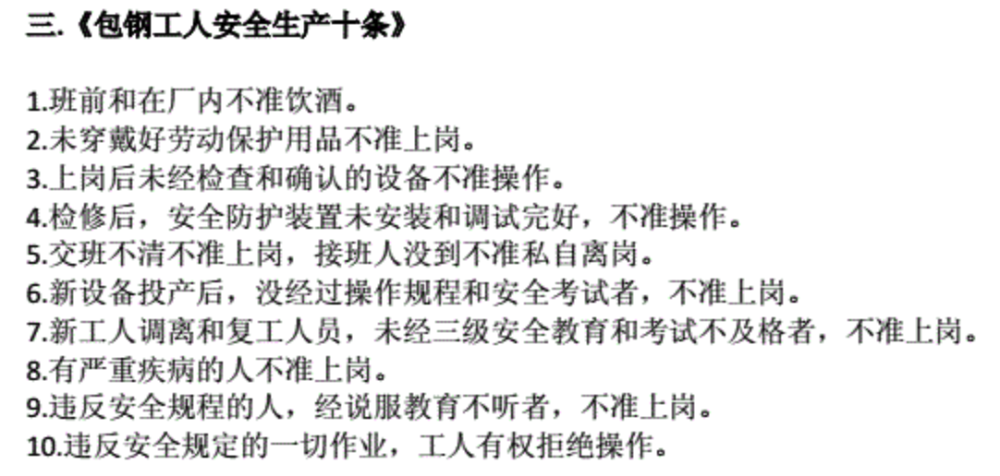 三.《包钢工人安全生产十条》
1.班前和在厂内不准饮酒。
2.未穿戴好劳动保护用品不准上岗。
3.上岗后未经检查和确认的设备不准操作。
4.检修后，安全防护装置未安装和调试完好，不准操作。
5.交班不清不准上岗，接班人没到不准私自离岗。
6.新设备投产后，没经过操作规程和安全考试者，不准上岗。
7.新工人调离和复工人员，未经三级安全教育和考试不及格者，不准上岗。
8.有严重疾病的人不准上岗。
9.违反安全规程的人，经说服教育不听者，不准上岗。
10.违反安全规定的一切作业，工人有权拒绝操作。